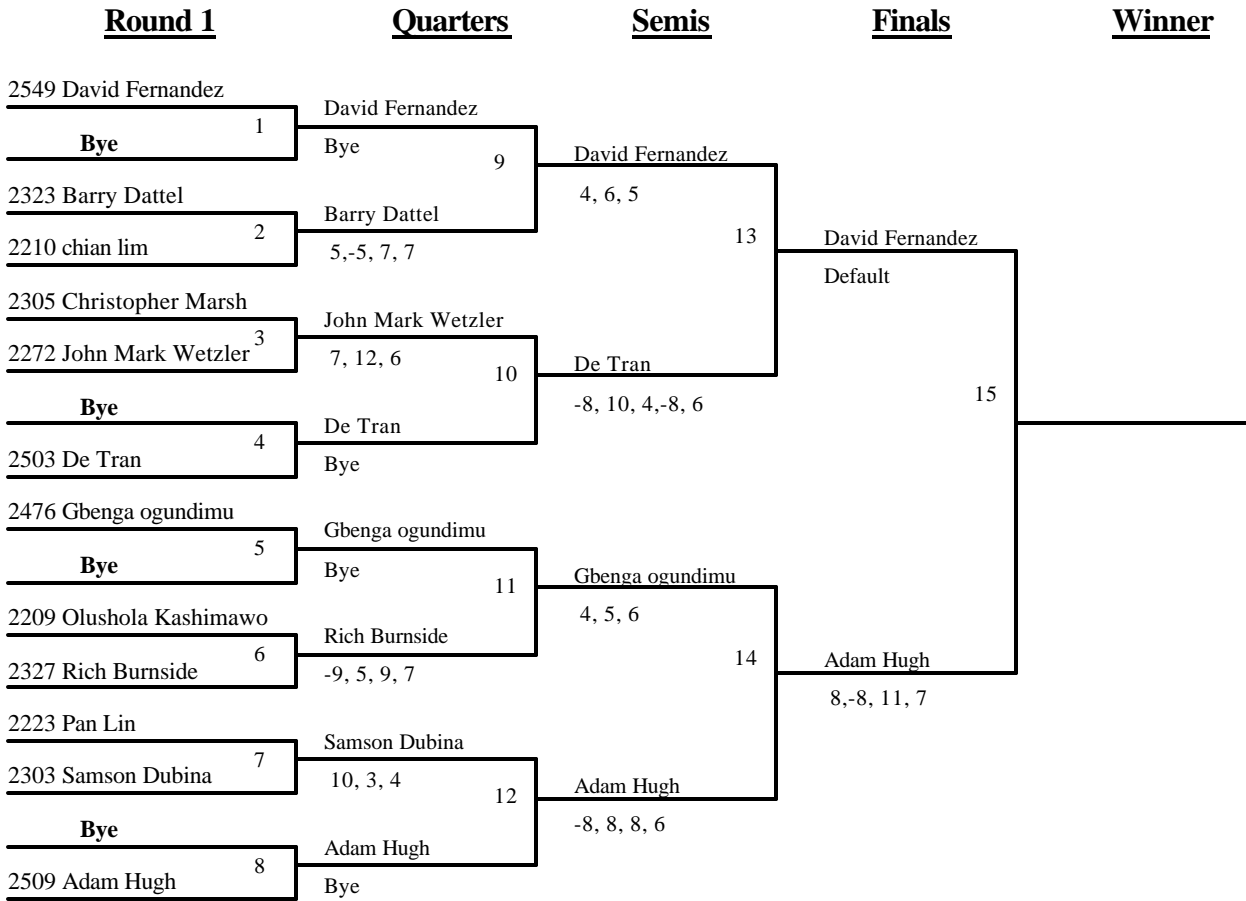 Round 1 Quarters Semis Finals Winner
2549 David Fernandez
Bye
1
2323 Barry Dattel
2210 chian lim
2
2305 Christopher Marsh
2272 John Mark Wetzler
3
Bye
2503 De Tran
4
2476 Gbenga ogundimu
Bye
5
2209 Olushola Kashimawo
2327 Rich Burnside
6
2223 Pan Lin
2303 Samson Dubina
7
Bye
2509 Adam Hugh
8
David Fernandez
Bye
9
Barry Dattel
5,-5, 7, 7
John Mark Wetzler
7, 12, 6
10
De Tran
Bye
Gbenga ogundimu
Bye
11
Rich Burnside
-9, 5, 9, 7
Samson Dubina
10, 3, 4
12
Adam Hugh
Bye
David Fernandez
4, 6, 5
13
De Tran
-8, 10, 4,-8, 6
Gbenga ogundimu
4, 5, 6
14
Adam Hugh
-8, 8, 8, 6
David Fernandez
Default
15
Adam Hugh
8,-8, 11, 7